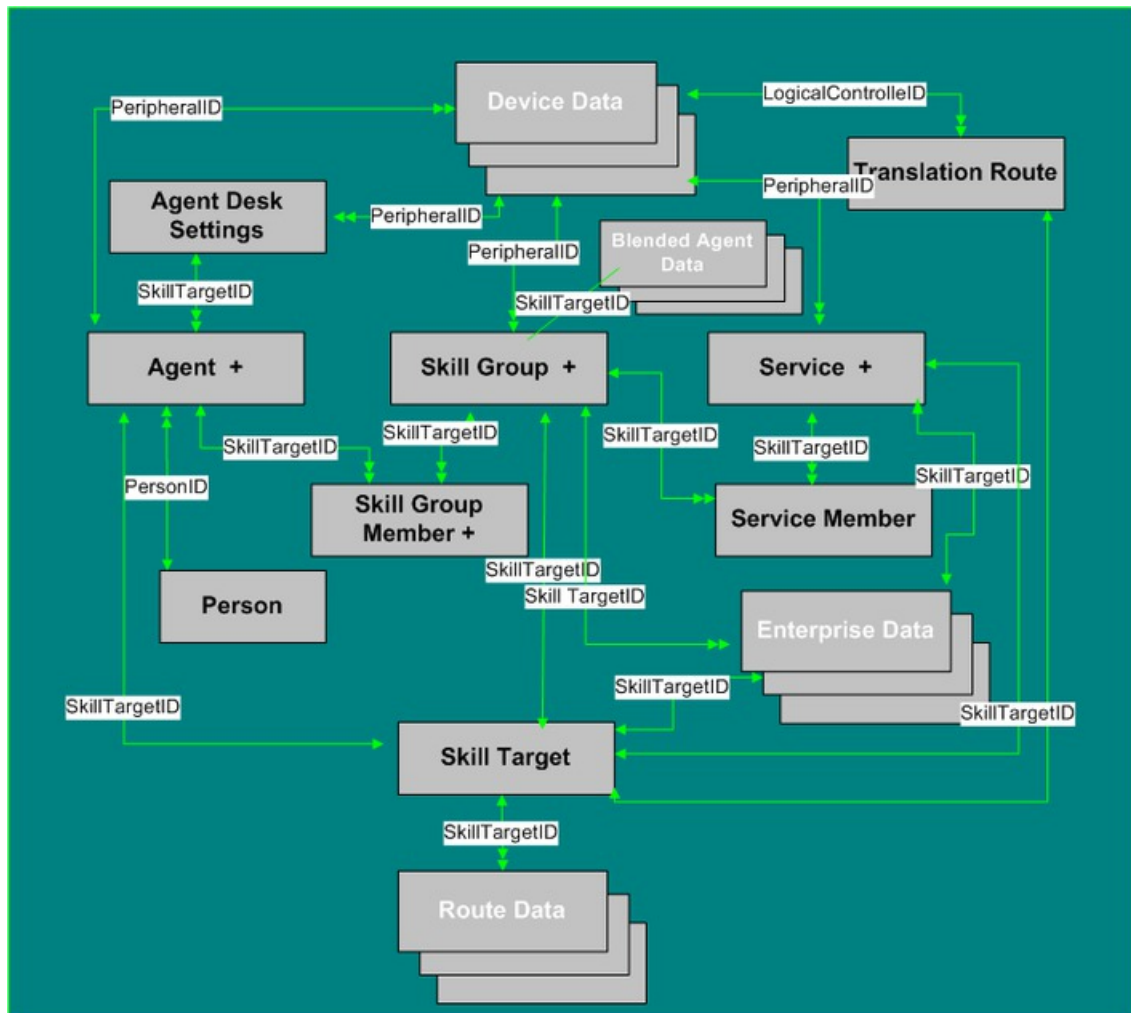 Device Data
LogicalControlleID
PeripheralID
Translation Route
PeripheralID
Agent Desk
Settings
PeripheralID
Blended Agent
Data
PeripheralID
SkillTargetID
SkillTargetID
Agent +
Skill Group +
Service +
SkillTargetID
SkillTargetID
SkillTargetID
SkillTargetID
SkillTargetID
PersonID
Skill Group
Member +
Service Member
SkillTargetID
Skill TargetID
Person
Enterprise Data
SkillTargetID
SkillTargetID
SkillTargetID
Skill Target
SkillTargetID
Route Data